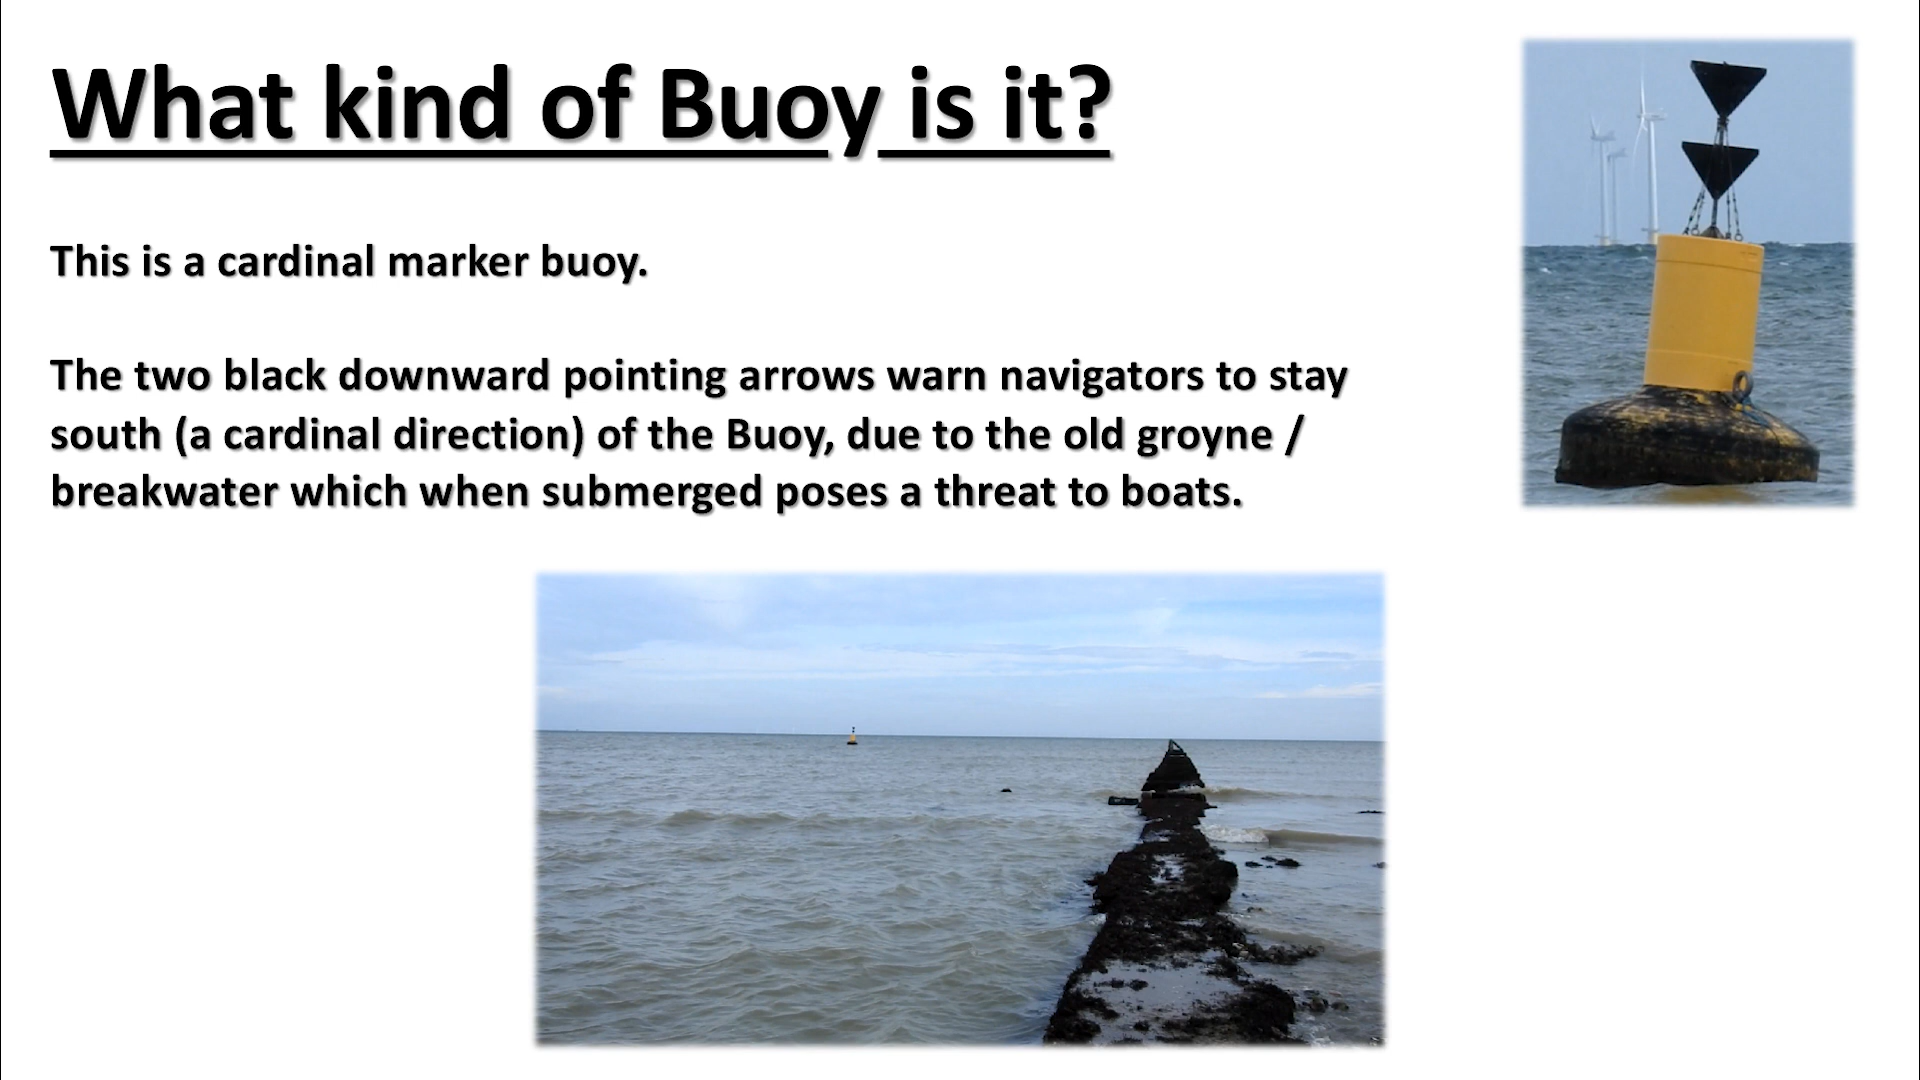 What kind of Buoy is it?
This is a cardinal marker buoy.
The two black downward pointing arrows warn navigators to stay
south (a cardinal direction) of the Buoy, due to the old groyne /
breakwater which when submerged poses a threat to boats.